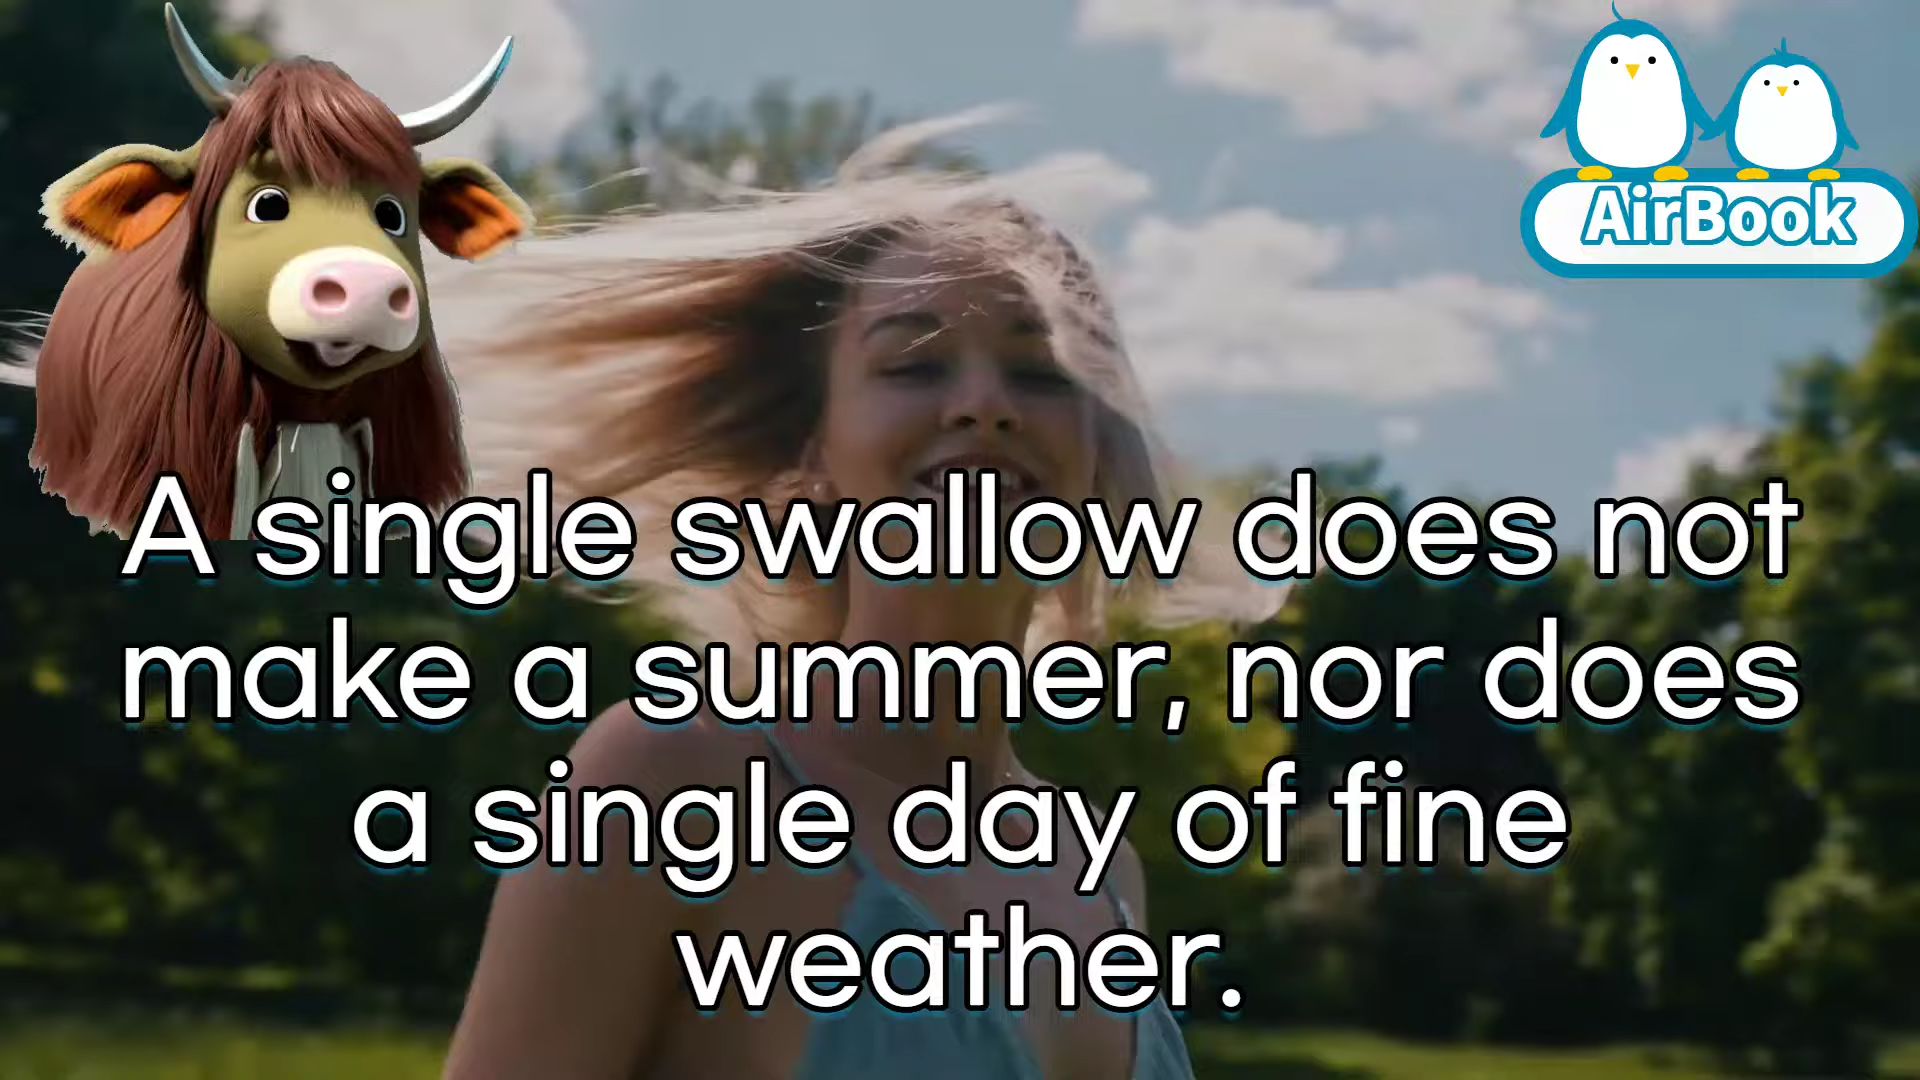 AirBook
A single swallow does not
make a summer, nor does
a single day of fine
weather.